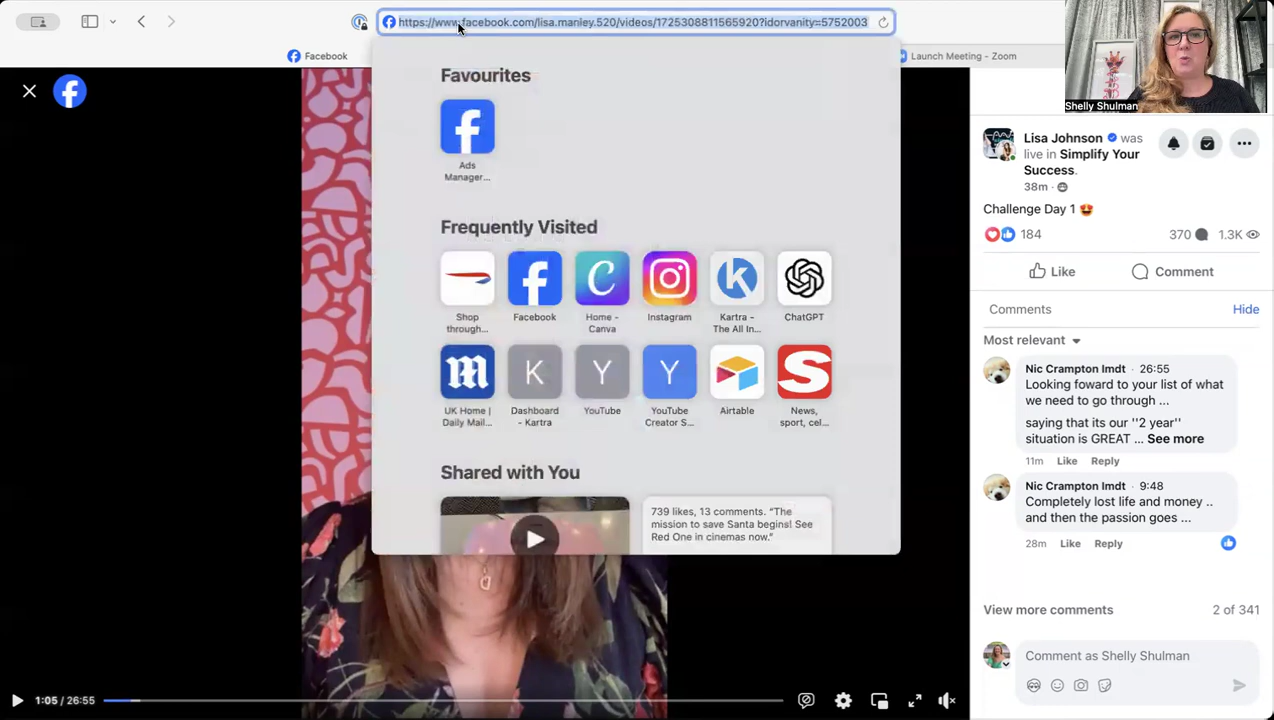 https://www.facebook.com/lisa.manley.520/videos/1725308811565920?idorvanity=5752003
Facebook
Launch Meeting - Zoom
Shelly Shulman
Favourites
Ads
Manager...
Frequently Visited
Shop
through...
Facebook
Home -
Canva
Instagram
Kartra -
The All In...
ChatGPT
UK Home |
Daily Mail...
K
Dashboard
- Kartra
Y
YouTube
Y
YouTube
Creator S...
Airtable
News,
sport, cel...
Shared with You
739 likes, 13 comments. “The
mission to save Santa begins! See
Red One in cinemas now.”
1:05 / 26:55
Lisa Johnson was
live in Simplify Your
Success.
38m ·
Challenge Day 1
184
370
1.3K
Like
Comment
Comments
Hide
Most relevant
Nic Crampton lmdt · 26:55
Looking foward to your list of what
we need to go through ...
saying that its our ''2 year''
situation is GREAT ... See more
11m Like Reply
Nic Crampton lmdt · 9:48
Completely lost life and money ..
and then the passion goes ...
28m Like Reply
View more comments
2 of 341
Comment as Shelly Shulman